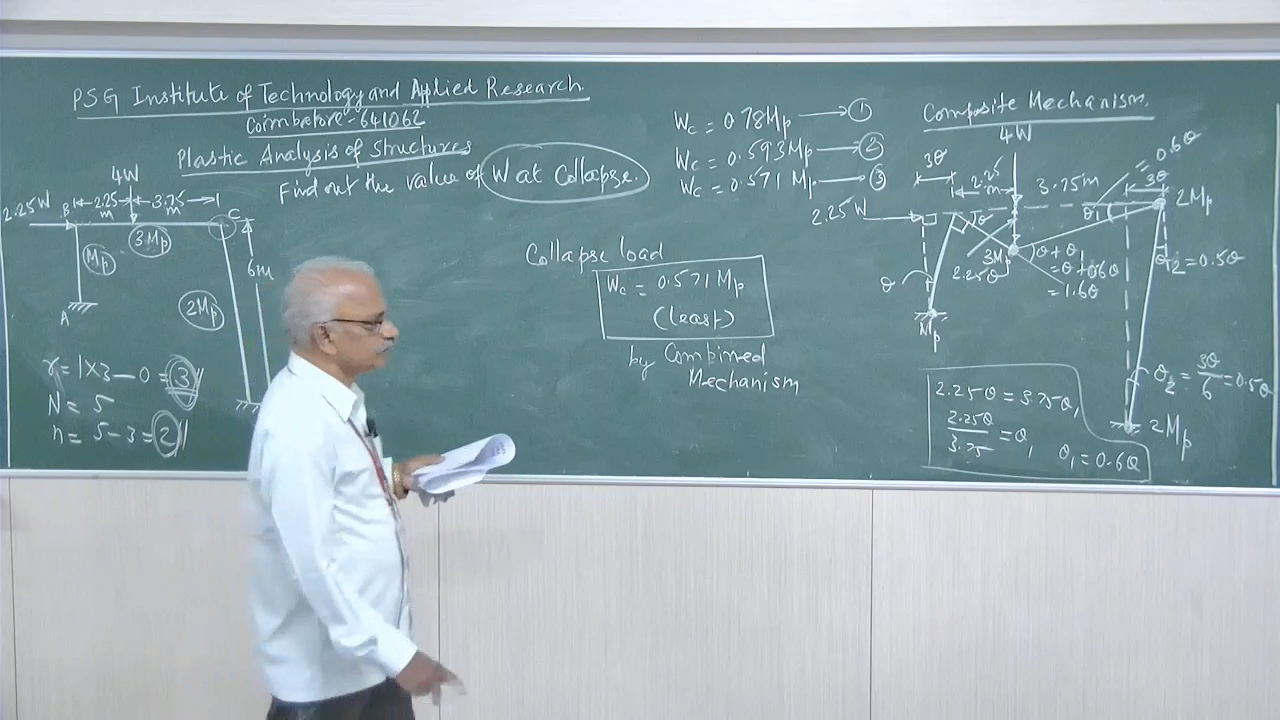 PSG Institute of Technology and Applied Research.
Coimbatore - 641062
Plastic Analysis of Structures
Find out the value of W at Collapse.
4W
2.25W
B
2.25 m
3.75 m
C
3Mp
Mp
A
6m
2Mp
r = 1×3 — 0 = 3
N = 5
n = 5 - 3 = 2
Wc = 0.78Mp → 1
Wc = 0.593Mp → 2
Wc = 0.571 Mp → 3
Collapse load
Wc = 0.571 Mp
(least)
by Combined
Mechanism
Composite Mechanism.
4W
3θ
2.25 m
3.75m
= 0.6θ
3θ
2.25W
θ
θ1
2Mp
3Mp
2.25θ
θ + θ1
= θ + 0.6θ
= 1.6θ
θ2 = 0.5θ
θ
Mp
θ2 = 3θ/6 = 0.5θ
2Mp
2.25θ = 3.75θ1
2.25θ/3.75 = θ1
θ1 = 0.6θ